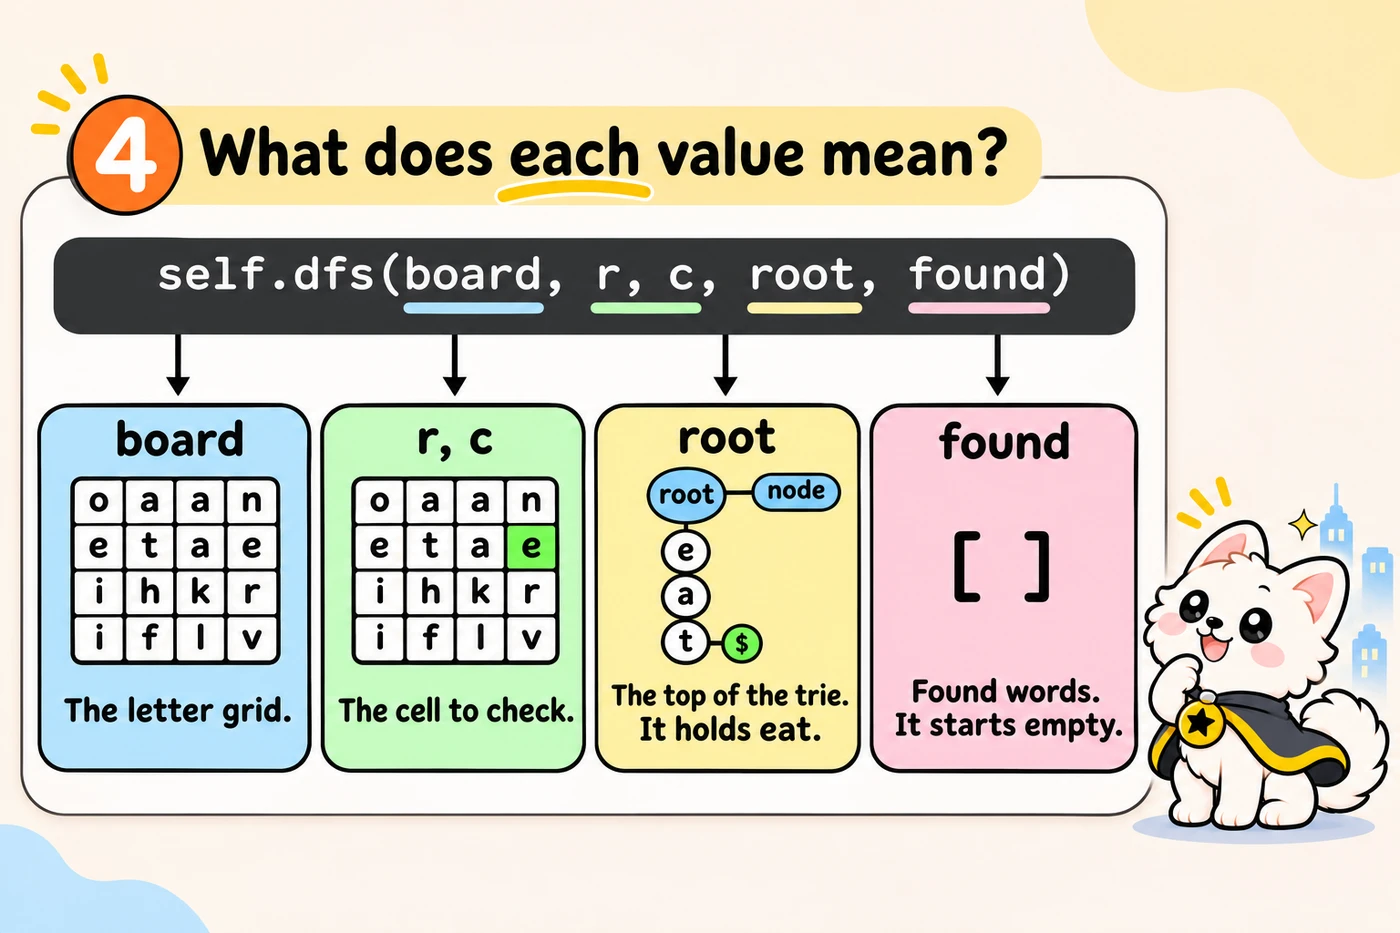 4
What does each value mean?
self.dfs(board, r, c, root, found)
board
o a a n
e t a e
i h k r
i f l v
The letter grid.
r, c
o a a n
e t a e
i h k r
i f l v
The cell to check.
root
root node
e
a
t $
The top of the trie.
It holds eat.
found
[ ]
Found words.
It starts empty.